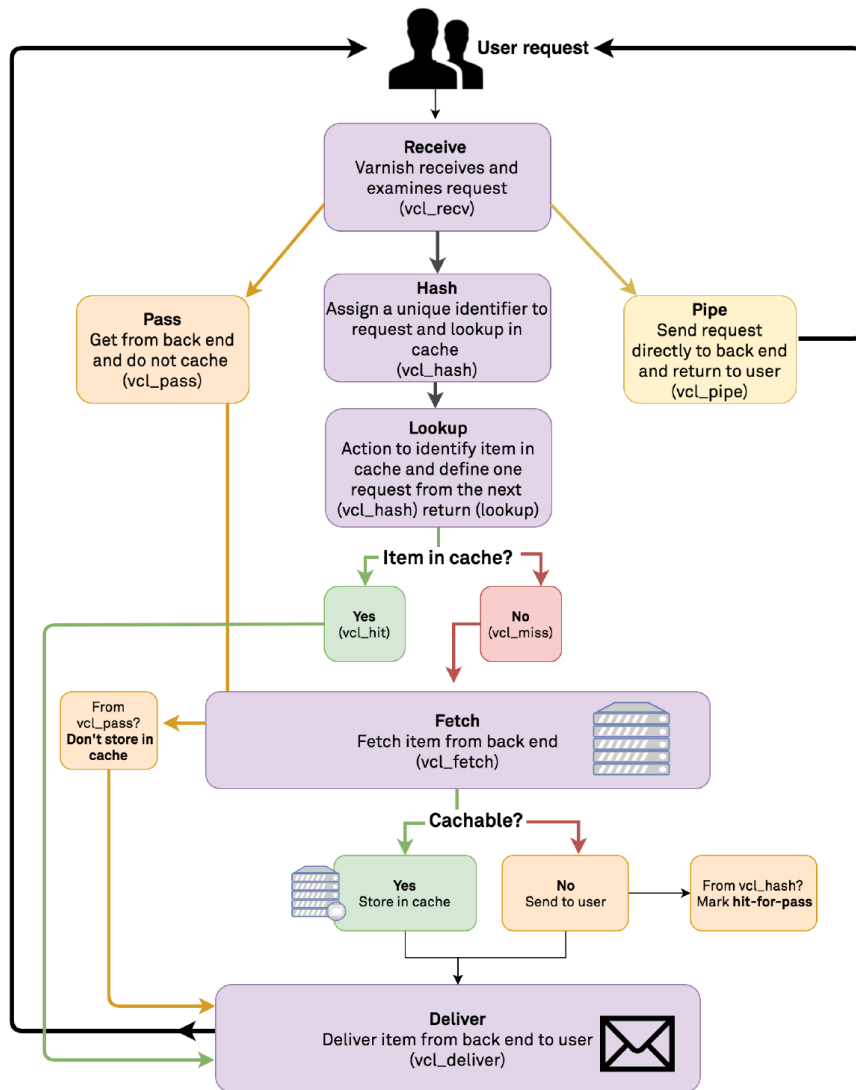 User request
Receive
Varnish receives and
examines request
(vcl_recv)
Hash
Assign a unique identifier to
request and lookup in
cache
(vcl_hash)
Pass
Get from back end
and do not cache
(vcl_pass)
Pipe
Send request
directly to back end
and return to user
(vcl_pipe)
Lookup
Action to identify item in
cache and define one
request from the next
(vcl_hash) return (lookup)
Item in cache?
Yes
(vcl_hit)
No
(vcl_miss)
From
vcl_pass?
Don't store in
cache
Fetch
Fetch item from back end
(vcl_fetch)
Cachable?
Yes
Store in cache
No
Send to user
From vcl_hash?
Mark hit-for-pass
Deliver
Deliver item from back end to user
(vcl_deliver)